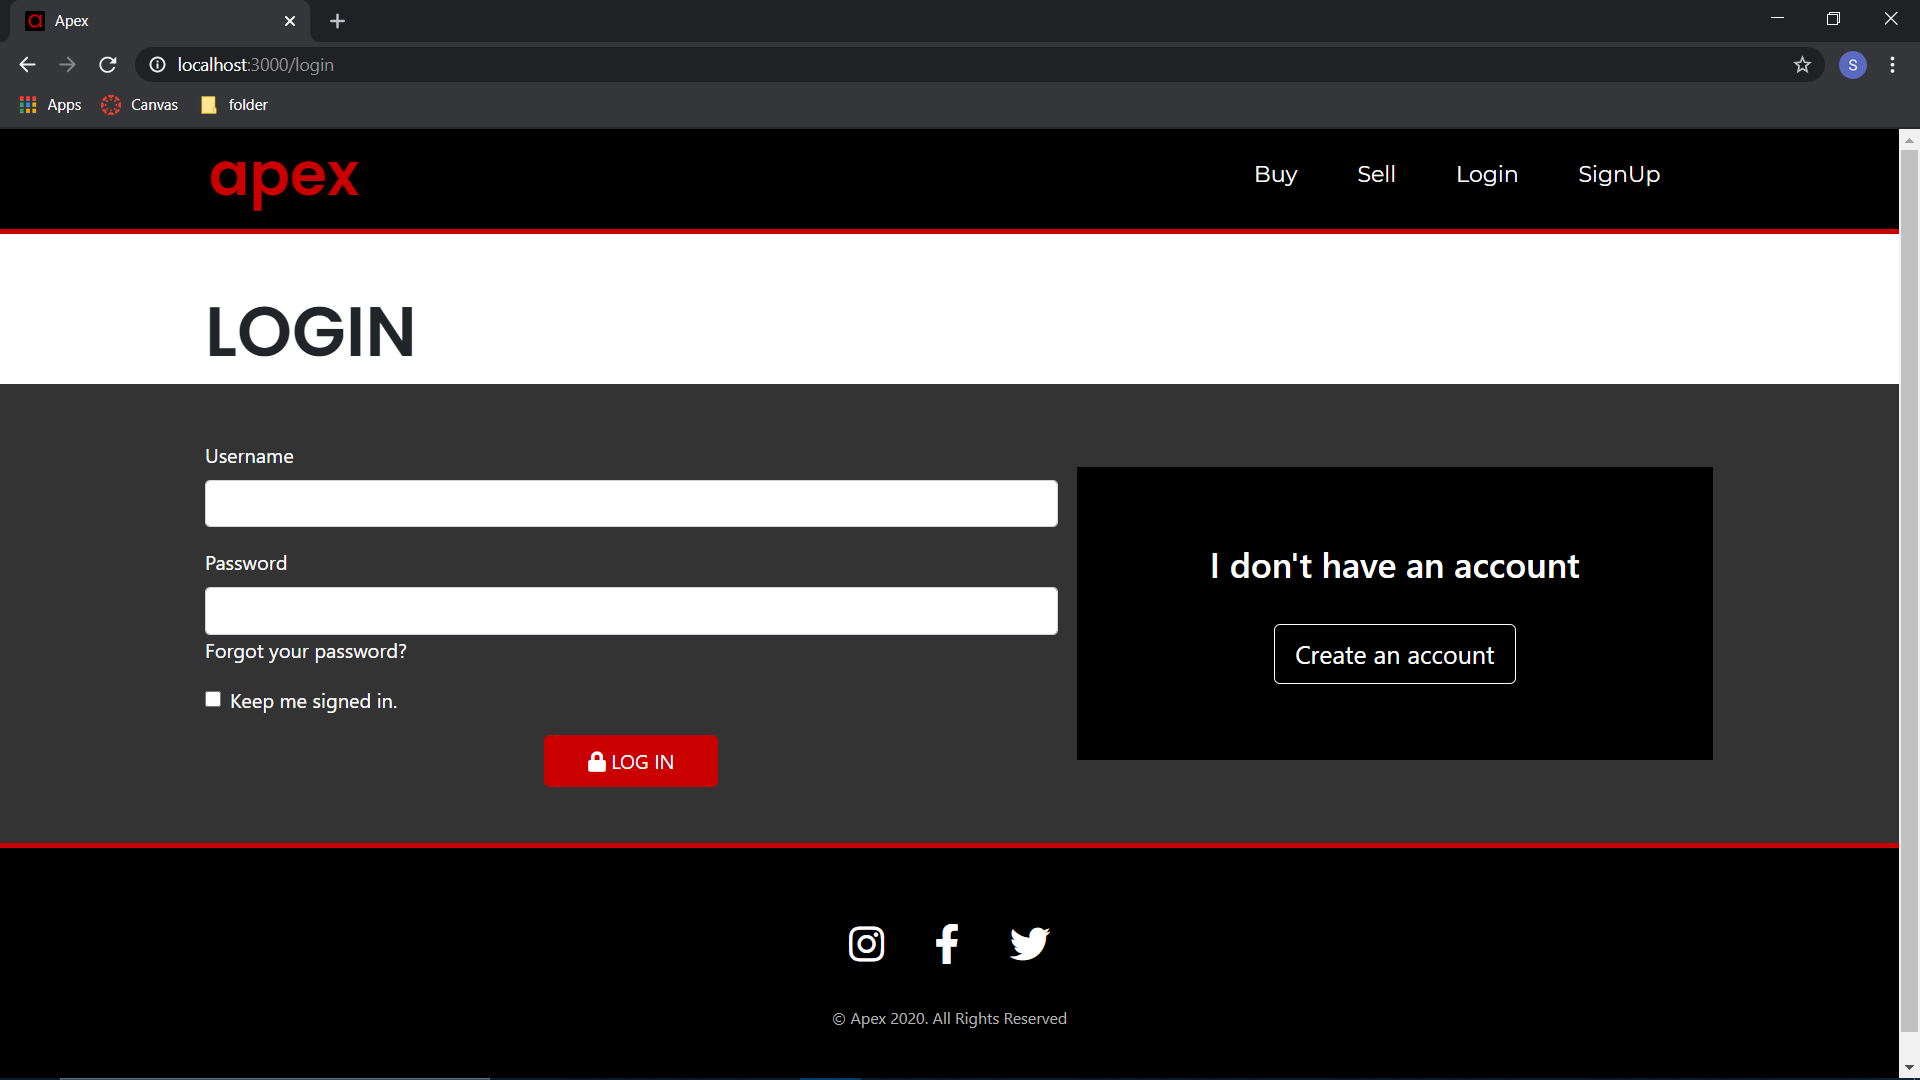 Apex
localhost:3000/login
S
Apps Canvas folder
apex
Buy Sell Login SignUp
LOGIN
Username
Password
Forgot your password?
Keep me signed in.
LOG IN
I don't have an account
Create an account
© Apex 2020. All Rights Reserved